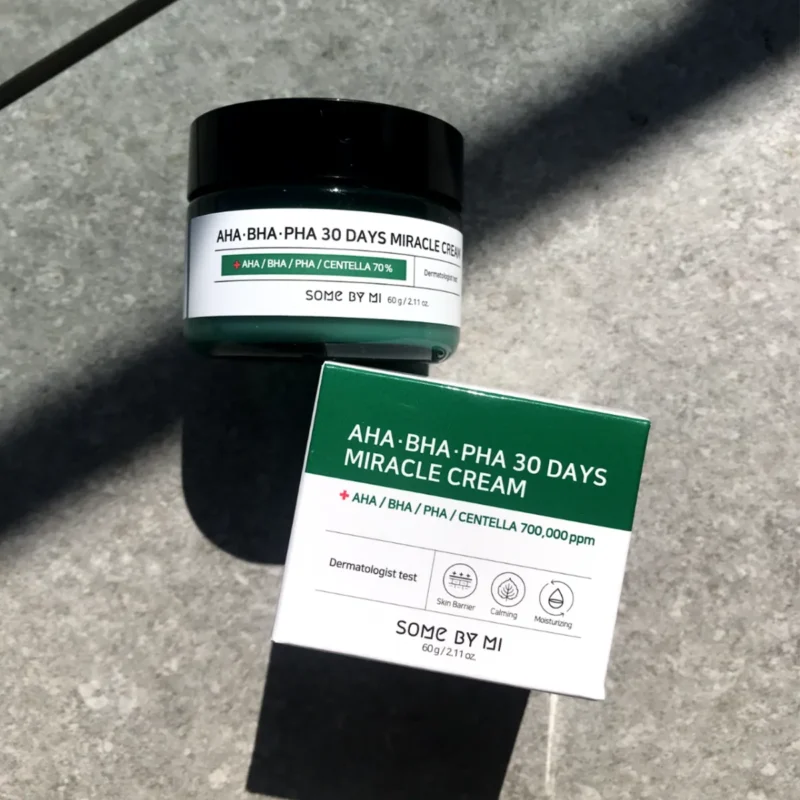 AHA·BHA·PHA 30 DAYS MIRACLE CREAM
+ AHA / BHA / PHA / CENTELLA 70%
Dermatologist test
SOME BY MI 60g / 2.11 oz.
AHA·BHA·PHA 30 DAYS
MIRACLE CREAM
+ AHA / BHA / PHA / CENTELLA 700,000ppm
Dermatologist test
Skin Barrier Calming Moisturizing
SOME BY MI
60g / 2.11 oz.